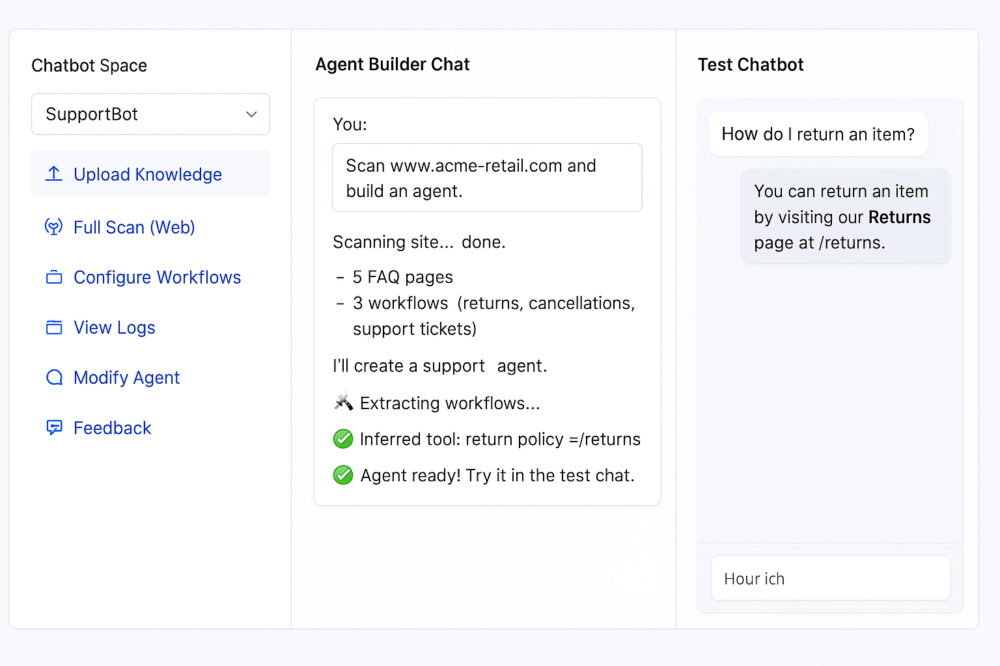 Chatbot Space
SupportBot
Upload Knowledge
Full Scan (Web)
Configure Workflows
View Logs
Modify Agent
Feedback
Agent Builder Chat
You:
Scan www.acme-retail.com and
build an agent.
Scanning site... done.
– 5 FAQ pages
– 3 workflows (returns, cancellations,
support tickets)
I'll create a support agent.
Extracting workflows...
Inferred tool: return policy =/returns
Agent ready! Try it in the test chat.
Test Chatbot
How do I return an item?
You can return an item
by visiting our Returns
page at /returns.
Hour ich